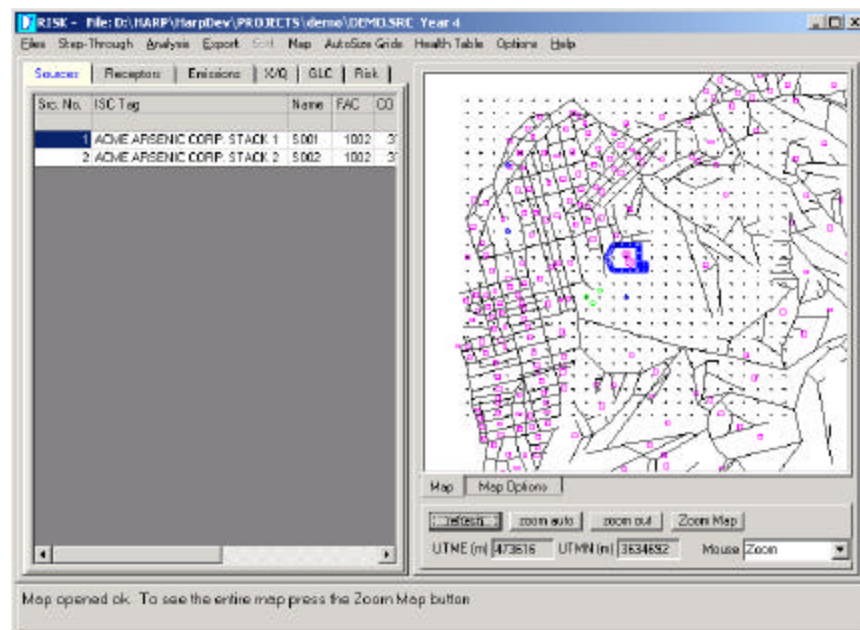 RISK - File: D:\HARP\HarpDev\PROJECTS\demo\DEMO.SRC Year 4
Files Step-Through Analysis Export Sort Map AutoSize Grids Health Table Options Help
Sources Receptors Emissions X/Q GLC Risk
Src. No. ISC Tag Name FAC CO
1 ACME ARSENIC CORP. STACK 1 S001 1002
2 ACME ARSENIC CORP. STACK 2 S002 1002
Map Map Options
refresh zoom auto zoom out Zoom Map
UTME (m) 473616 UTMN (m) 3634692 Mouse Zoom
Map opened ok. To see the entire map press the Zoom Map button